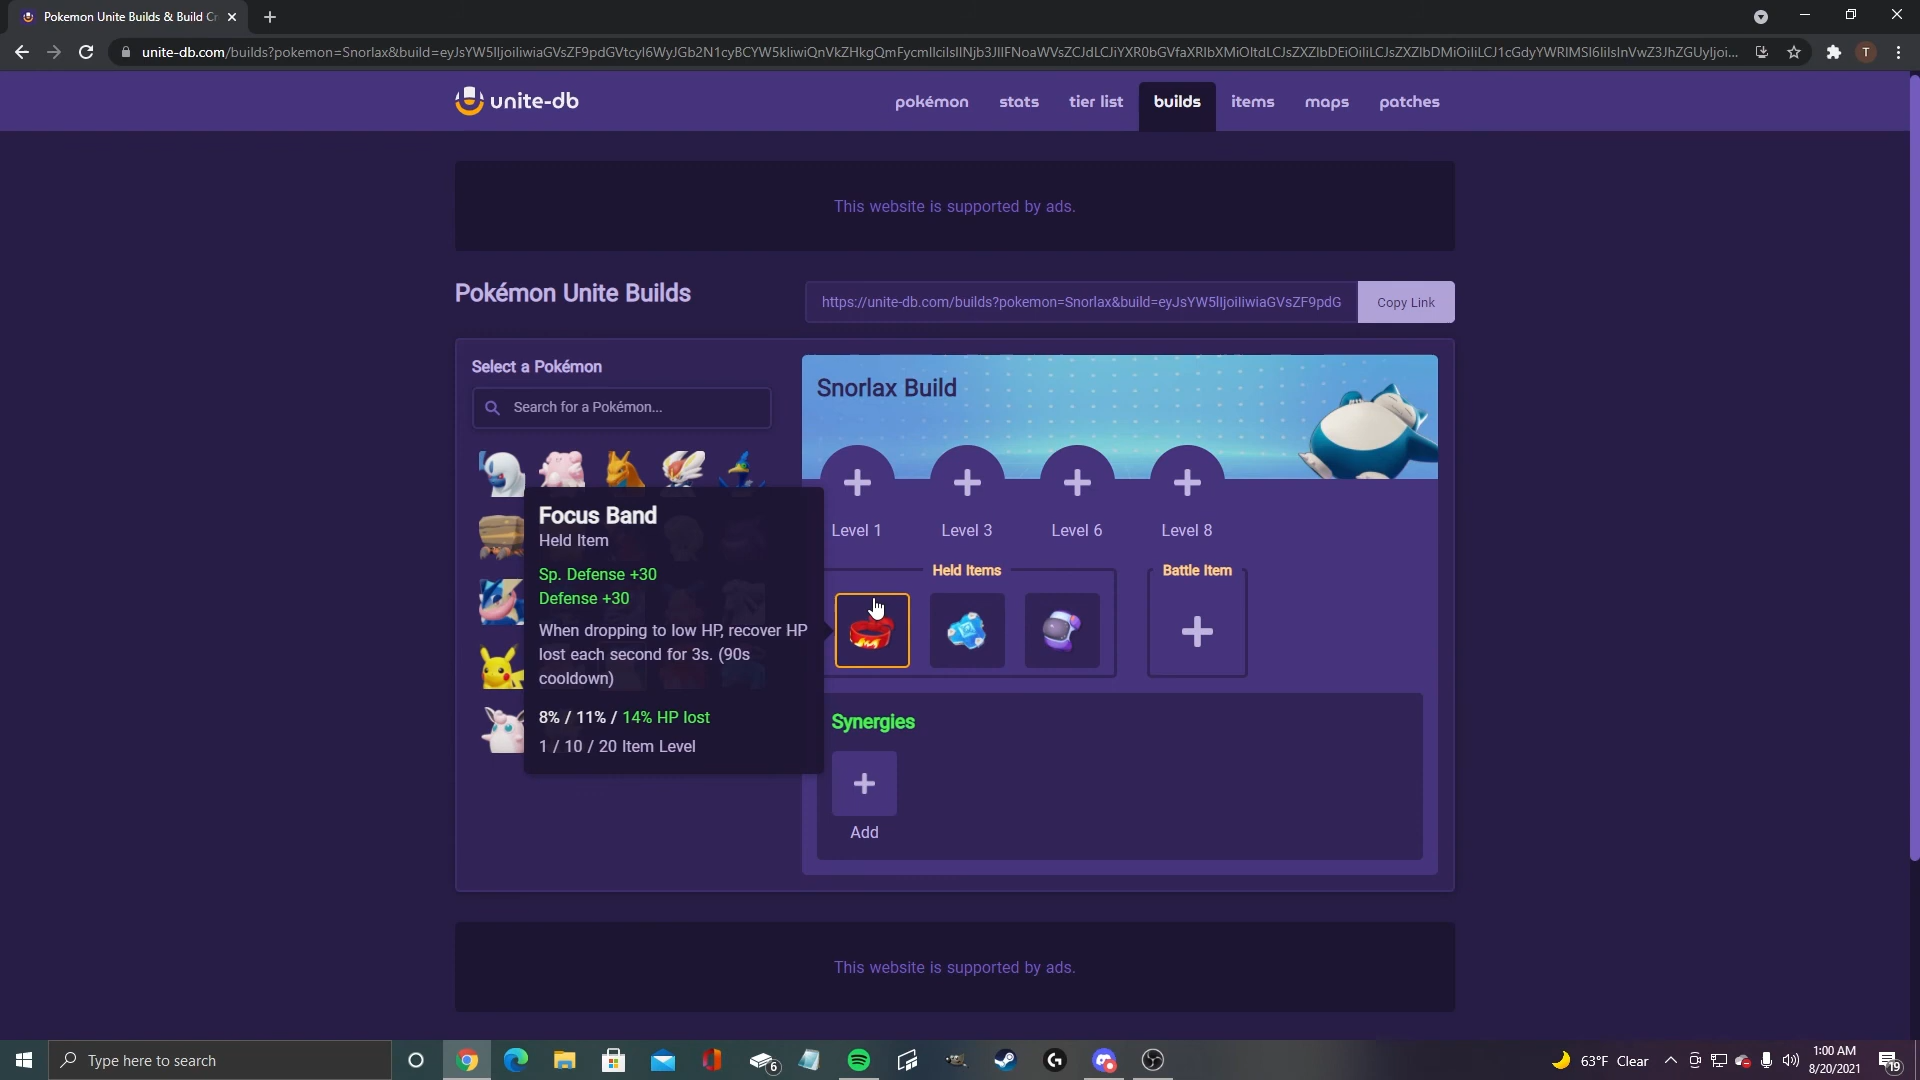 Pokemon Unite Builds & Build Cr
unite-db.com/builds?pokemon=Snorlax&build=
T
unite-db
pokémon
stats
tier list
builds
items
maps
patches
This website is supported by ads.
Pokémon Unite Builds
https://unite-db.com/builds?pokemon=Snorlax&build=eyJsYW5lIjoiIiwiaGVsZF9pdG
Copy Link
Select a Pokémon
Search for a Pokémon...
Snorlax Build
Level 1
Level 3
Level 6
Level 8
Focus Band
Held Item
Sp. Defense +30
Defense +30
When dropping to low HP, recover HP
lost each second for 3s. (90s
cooldown)
8% / 11% / 14% HP lost
1 / 10 / 20 Item Level
Held Items
Battle Item
Synergies
Add
This website is supported by ads.
Type here to search
6
63°F Clear
1:00 AM
8/20/2021
19